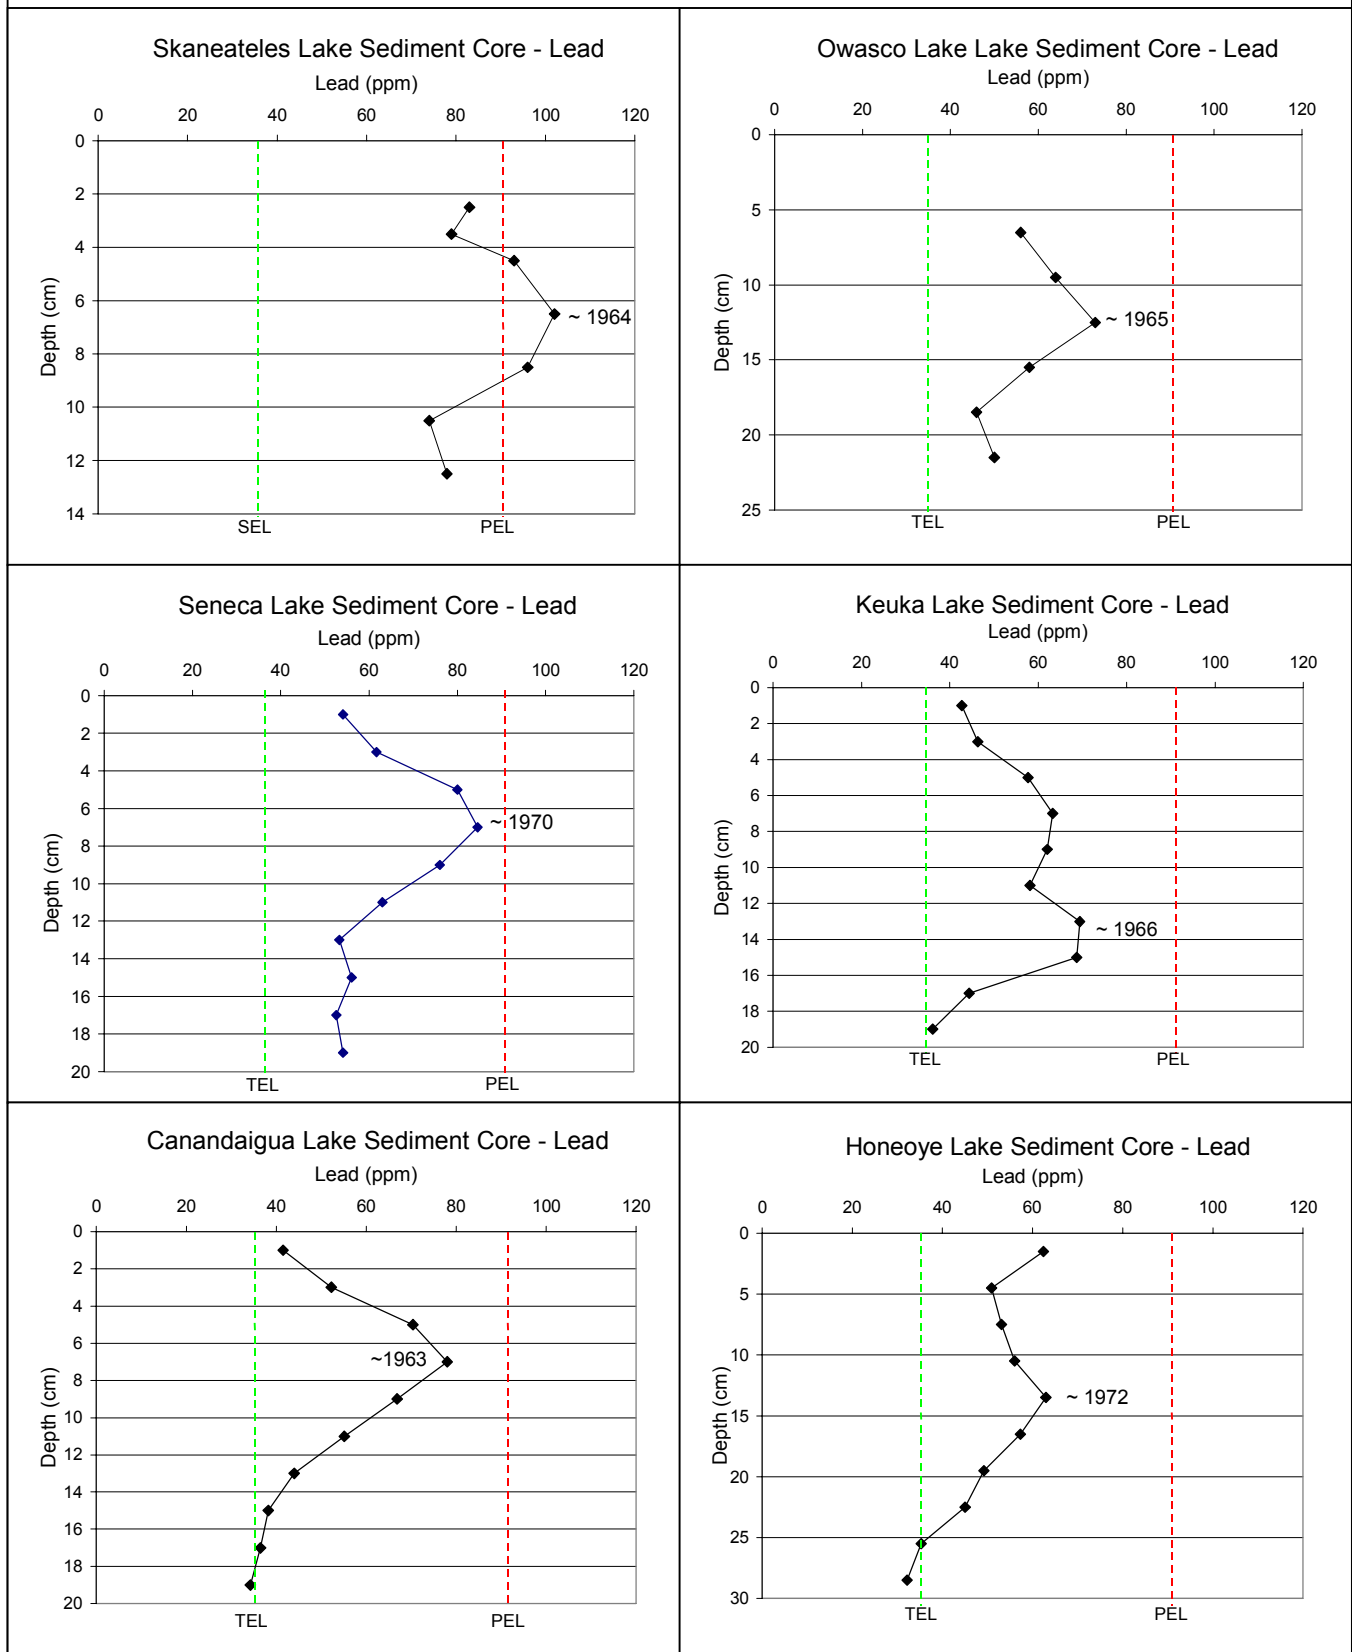 Skaneateles Lake Sediment Core - Lead
Lead (ppm)
0 20 40 60 80 100 120
0
2
4
6
8
10
12
14
Depth (cm)
~ 1964
SEL PEL
Owasco Lake Lake Sediment Core - Lead
Lead (ppm)
0 20 40 60 80 100 120
0
5
10
15
20
25
Depth (cm)
~ 1965
TEL PEL
Seneca Lake Sediment Core - Lead
Lead (ppm)
0 20 40 60 80 100 120
0
2
4
6
8
10
12
14
16
18
20
Depth (cm)
~ 1970
TEL PEL
Keuka Lake Sediment Core - Lead
Lead (ppm)
0 20 40 60 80 100 120
0
2
4
6
8
10
12
14
16
18
20
Depth (cm)
~ 1966
TEL PEL
Canandaigua Lake Sediment Core - Lead
Lead (ppm)
0 20 40 60 80 100 120
0
2
4
6
8
10
12
14
16
18
20
Depth (cm)
~1963
TEL PEL
Honeoye Lake Sediment Core - Lead
Lead (ppm)
0 20 40 60 80 100 120
0
5
10
15
20
25
30
Depth (cm)
~ 1972
TEL PEL